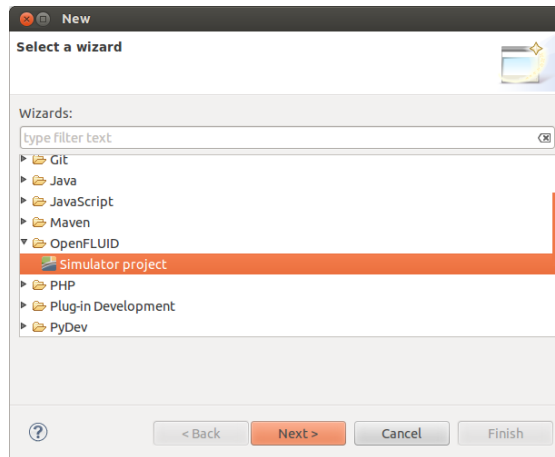 New
Select a wizard
Wizards:
type filter text
Git
Java
JavaScript
Maven
OpenFLUID
Simulator project
PHP
Plug-in Development
PyDev
? < Back Next > Cancel Finish